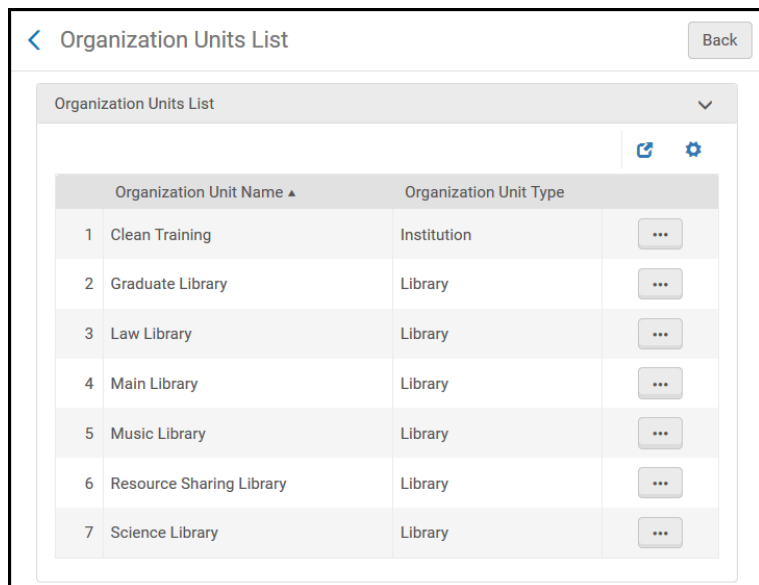 Organization Units List
Back
Organization Units List
Organization Unit Name ▲ Organization Unit Type
1 Clean Training Institution
2 Graduate Library Library
3 Law Library Library
4 Main Library Library
5 Music Library Library
6 Resource Sharing Library Library
7 Science Library Library